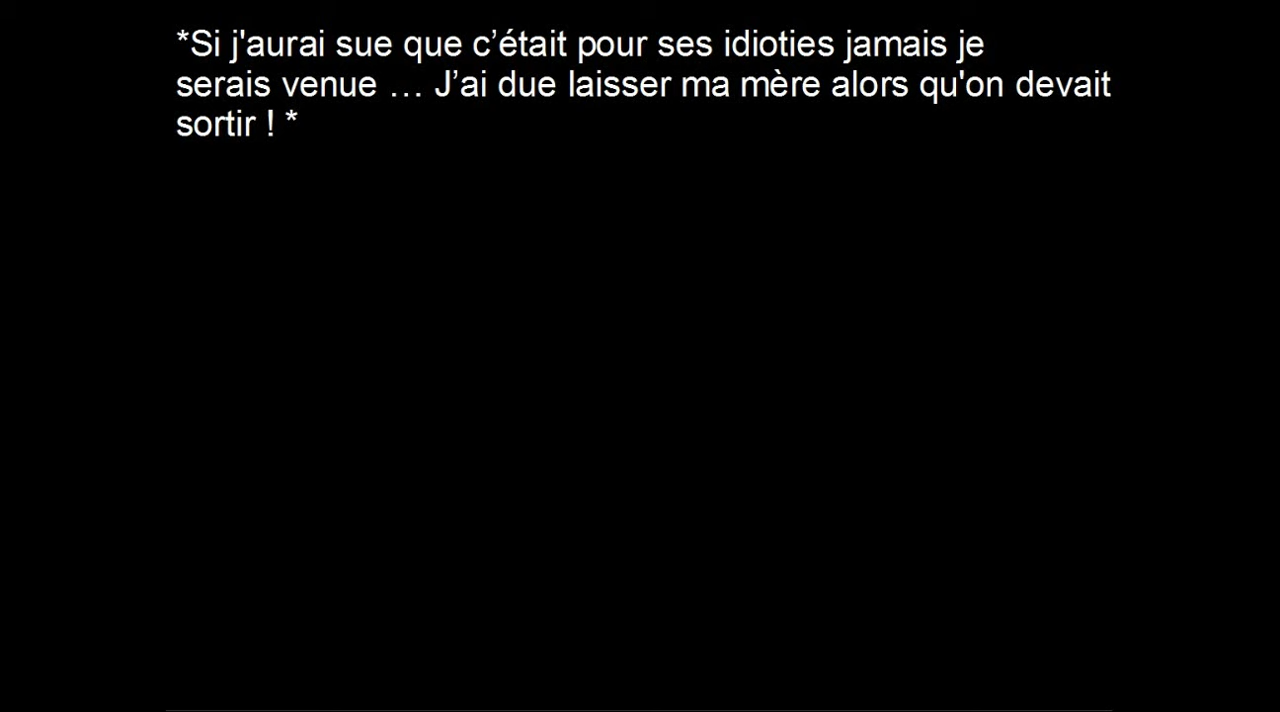 *Si j'aurai sue que c’était pour ses idioties jamais je
serais venue … J’ai due laisser ma mère alors qu'on devait
sortir ! *